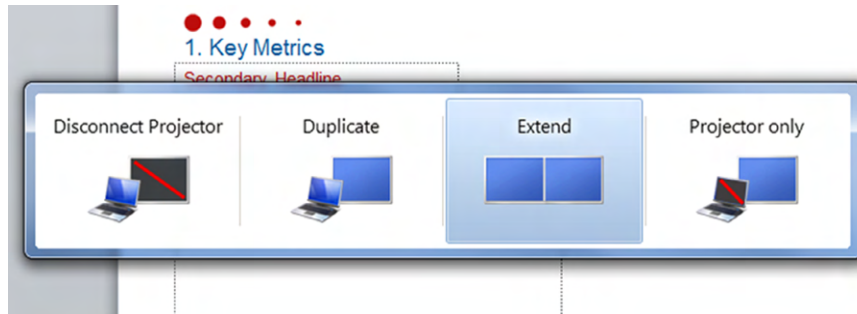 1. Key Metrics
Secondary Headline
Disconnect Projector
Duplicate
Extend
Projector only